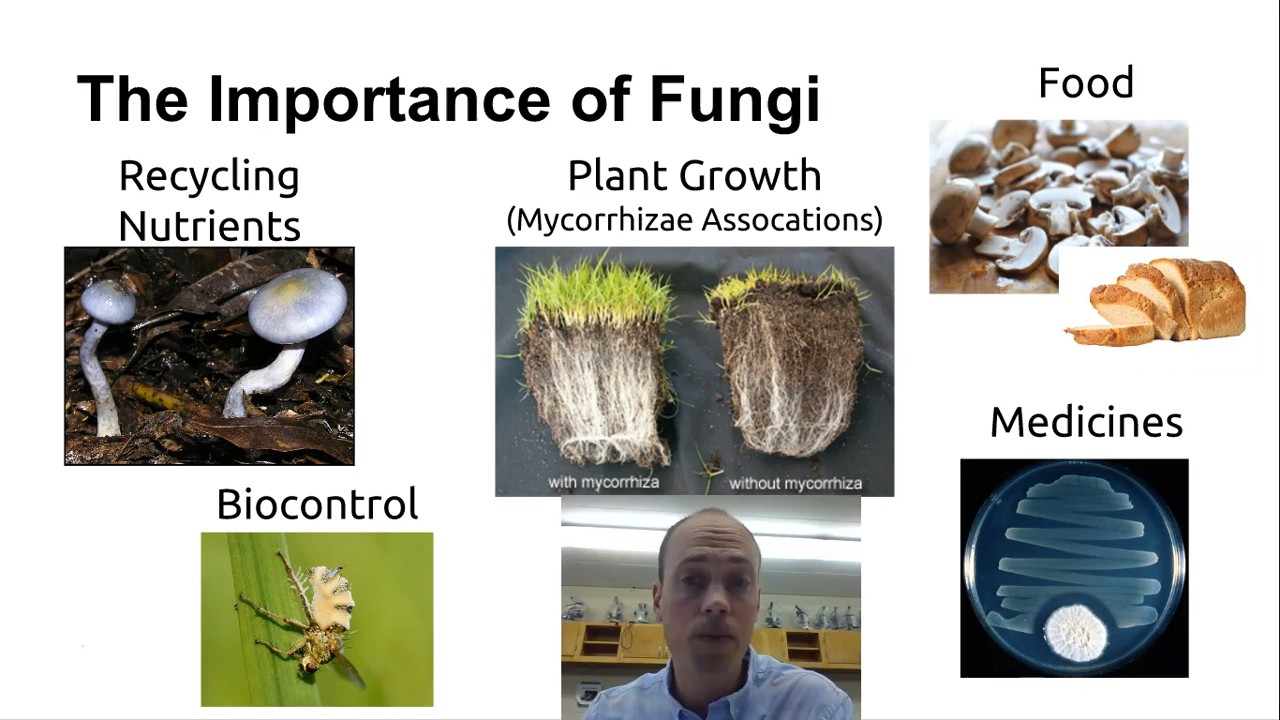 The Importance of Fungi
Food
Recycling
Nutrients
Plant Growth
(Mycorrhizae Assocations)
with mycorrhiza
without mycorrhiza
Medicines
Biocontrol